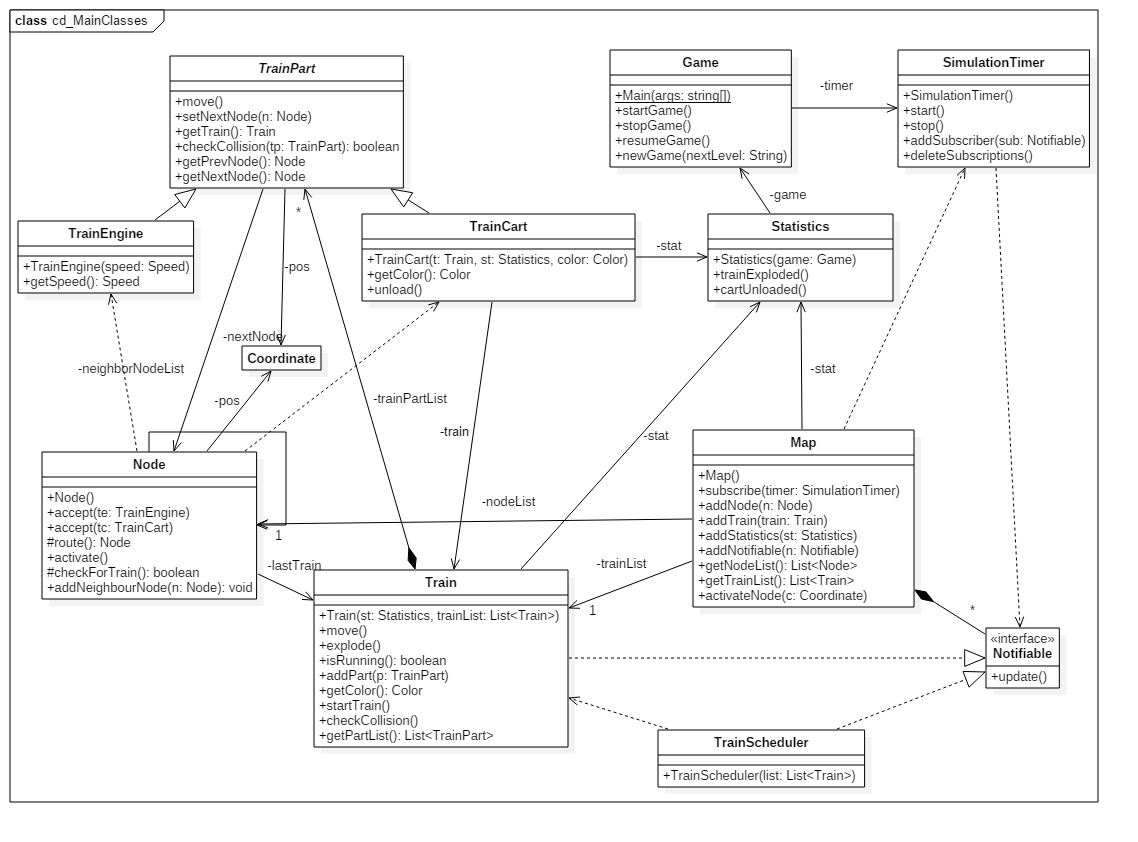 class cd_MainClasses
TrainPart
+move()
+setNextNode(n: Node)
+getTrain(): Train
+checkCollision(tp: TrainPart): boolean
+getPrevNode(): Node
+getNextNode(): Node
Game
+Main(args: string[])
+startGame()
+stopGame()
+resumeGame()
+newGame(nextLevel: String)
-timer
SimulationTimer
+SimulationTimer()
+start()
+stop()
+addSubscriber(sub: Notifiable)
+deleteSubscriptions()
TrainEngine
+TrainEngine(speed: Speed)
+getSpeed(): Speed
*
-pos
TrainCart
+TrainCart(t: Train, st: Statistics, color: Color)
+getColor(): Color
+unload()
-stat
-game
Statistics
+Statistics(game: Game)
+trainExploded()
+cartUnloaded()
-nextNode
Coordinate
-neighborNodeList
-pos
-trainPartList
-train
-stat
-stat
Node
+Node()
+accept(te: TrainEngine)
+accept(tc: TrainCart)
#route(): Node
+activate()
#checkForTrain(): boolean
+addNeighbourNode(n: Node): void
-nodeList
1
-lastTrain
Map
+Map()
+subscribe(timer: SimulationTimer)
+addNode(n: Node)
+addTrain(train: Train)
+addStatistics(st: Statistics)
+addNotifiable(n: Notifiable)
+getNodeList(): List<Node>
+getTrainList(): List<Train>
+activateNode(c: Coordinate)
-trainList
1
*
Train
+Train(st: Statistics, trainList: List<Train>)
+move()
+explode()
+isRunning(): boolean
+addPart(p: TrainPart)
+getColor(): Color
+startTrain()
+checkCollision()
+getPartList(): List<TrainPart>
«interface»
Notifiable
+update()
TrainScheduler
+TrainScheduler(list: List<Train>)